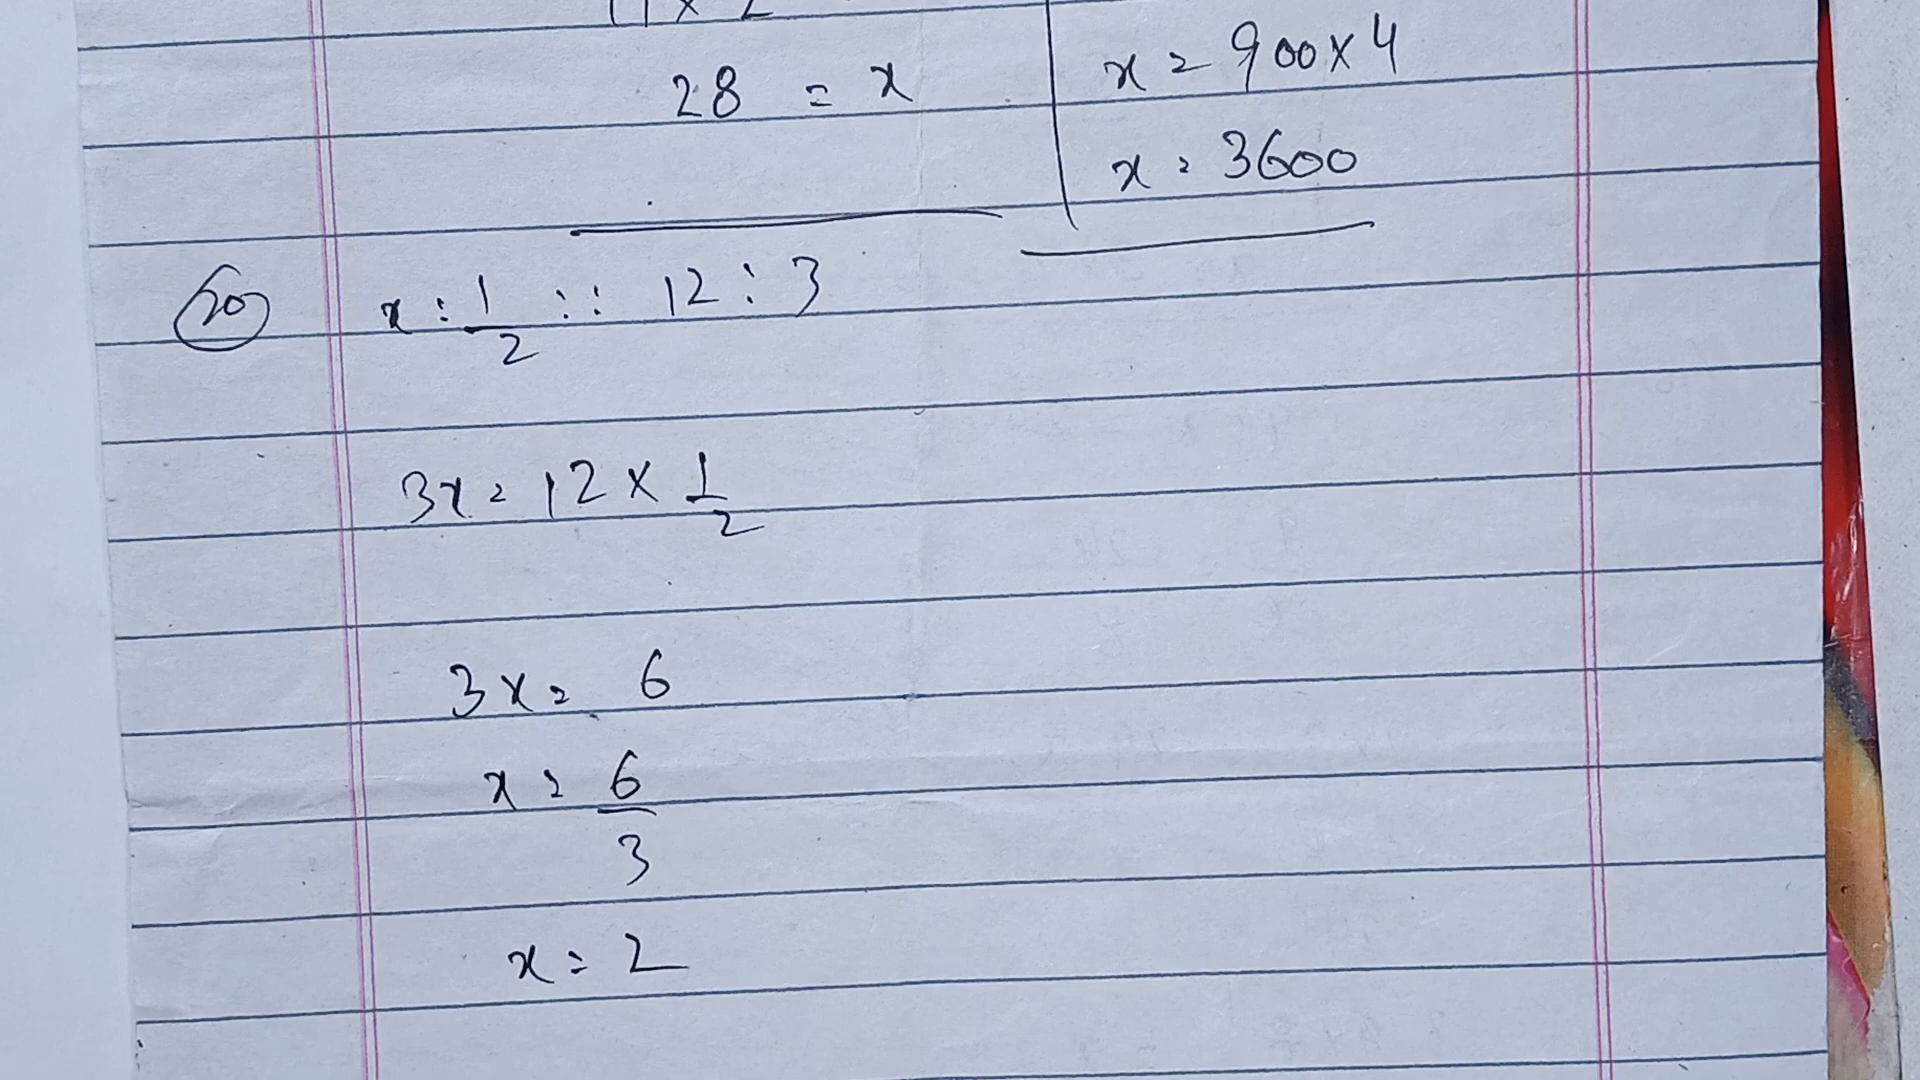 28 = x
x = 900 x 4
x = 3600
20 x : 1/2 :: 12 : 3
3x = 12 x 1/2
3x = 6
x = 6/3
x = 2